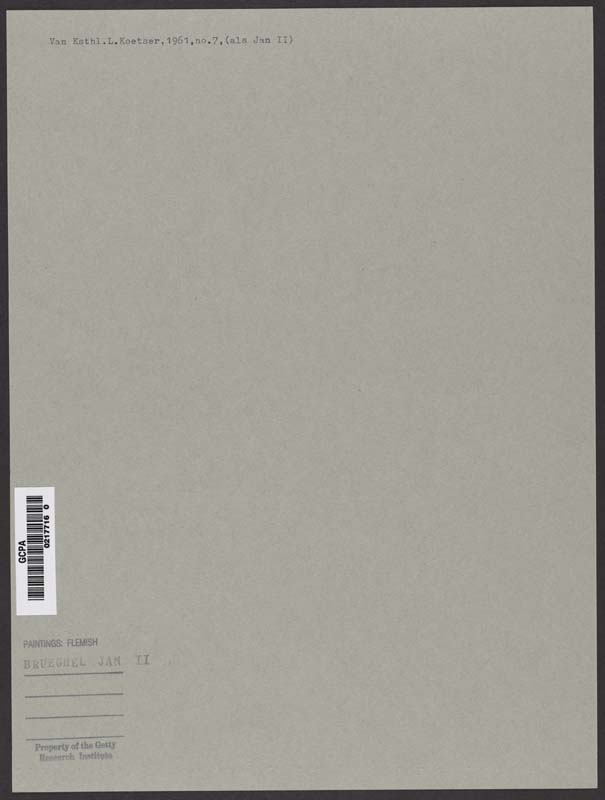 Van Ksthl.L.Koetser,1961,no.7,(als Jan II)
GCPA
0217716 0
PAINTINGS: FLEMISH
BRUEGHEL JAN II
Property of the Getty
Research Institute